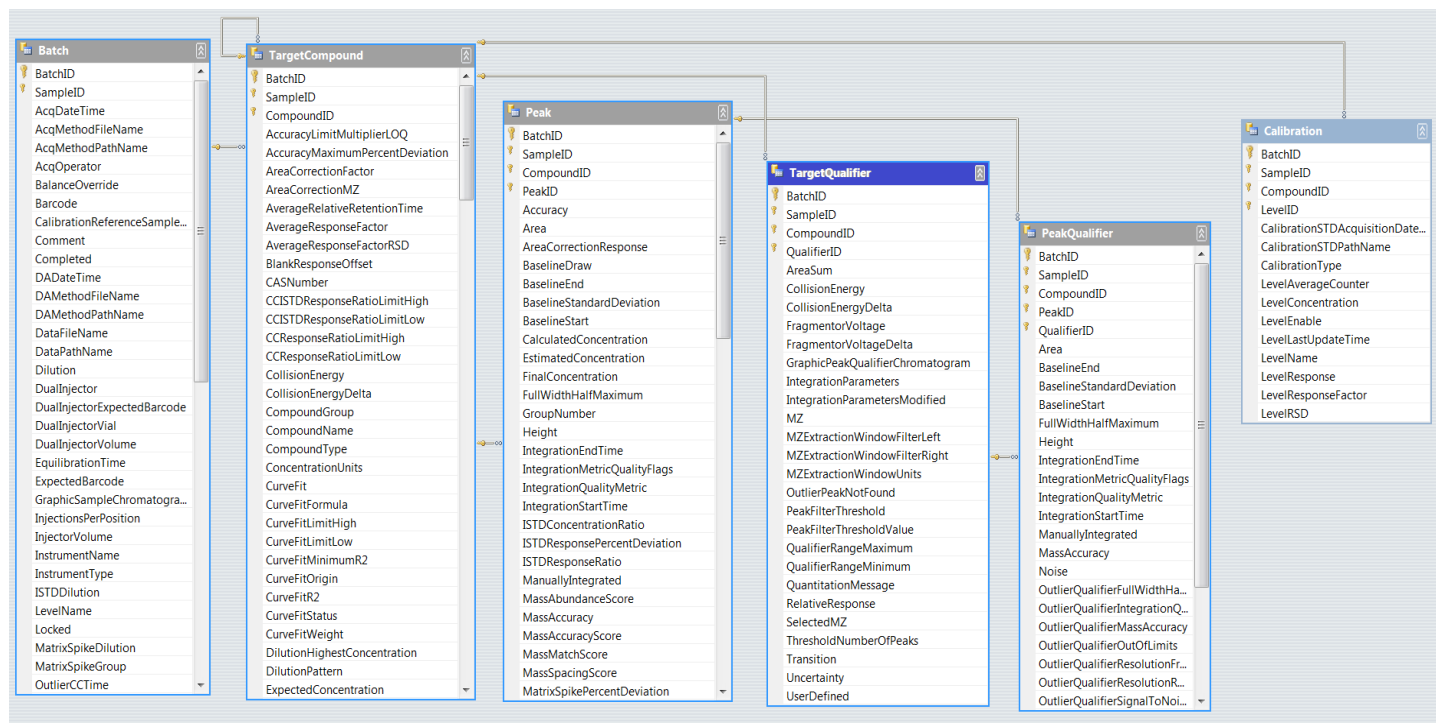 Batch
BatchID
SampleID
AcqDateTime
AcqMethodFileName
AcqMethodPathName
AcqOperator
BalanceOverride
Barcode
CalibrationReferenceSample...
Comment
Completed
DADateTime
DAMethodFileName
DAMethodPathName
DataFileName
DataPathName
Dilution
DualInjector
DualInjectorExpectedBarcode
DualInjectorVial
DualInjectorVolume
EquilibrationTime
ExpectedBarcode
GraphicSampleChromatogra...
InjectionsPerPosition
InjectorVolume
InstrumentName
InstrumentType
ISTDDilution
LevelName
Locked
MatrixSpikeDilution
MatrixSpikeGroup
OutlierCCTime
TargetCompound
BatchID
SampleID
CompoundID
AccuracyLimitMultiplierLOQ
AccuracyMaximumPercentDeviation
AreaCorrectionFactor
AreaCorrectionMZ
AverageRelativeRetentionTime
AverageResponseFactor
AverageResponseFactorRSD
BlankResponseOffset
CASNumber
CCISTDResponseRatioLimitHigh
CCISTDResponseRatioLimitLow
CCResponseRatioLimitHigh
CCResponseRatioLimitLow
CollisionEnergy
CollisionEnergyDelta
CompoundGroup
CompoundName
CompoundType
ConcentrationUnits
CurveFit
CurveFitFormula
CurveFitLimitHigh
CurveFitLimitLow
CurveFitMinimumR2
CurveFitOrigin
CurveFitR2
CurveFitStatus
CurveFitWeight
DilutionHighestConcentration
DilutionPattern
ExpectedConcentration
Peak
BatchID
SampleID
CompoundID
PeakID
Accuracy
Area
AreaCorrectionResponse
BaselineDraw
BaselineEnd
BaselineStandardDeviation
BaselineStart
CalculatedConcentration
EstimatedConcentration
FinalConcentration
FullWidthHalfMaximum
GroupNumber
Height
IntegrationEndTime
IntegrationMetricQualityFlags
IntegrationQualityMetric
IntegrationStartTime
ISTDConcentrationRatio
ISTDResponsePercentDeviation
ISTDResponseRatio
ManuallyIntegrated
MassAbundanceScore
MassAccuracy
MassAccuracyScore
MassMatchScore
MassSpacingScore
MatrixSpikePercentDeviation
TargetQualifier
BatchID
SampleID
CompoundID
QualifierID
AreaSum
CollisionEnergy
CollisionEnergyDelta
FragmentorVoltage
FragmentorVoltageDelta
GraphicPeakQualifierChromatogram
IntegrationParameters
IntegrationParametersModified
MZ
MZExtractionWindowFilterLeft
MZExtractionWindowFilterRight
MZExtractionWindowUnits
OutlierPeakNotFound
PeakFilterThreshold
PeakFilterThresholdValue
QualifierRangeMaximum
QualifierRangeMinimum
QuantitationMessage
RelativeResponse
SelectedMZ
ThresholdNumberOfPeaks
Transition
Uncertainty
UserDefined
PeakQualifier
BatchID
SampleID
CompoundID
PeakID
QualifierID
Area
BaselineEnd
BaselineStandardDeviation
BaselineStart
FullWidthHalfMaximum
Height
IntegrationEndTime
IntegrationMetricQualityFlags
IntegrationQualityMetric
IntegrationStartTime
ManuallyIntegrated
MassAccuracy
Noise
OutlierQualifierFullWidthHa...
OutlierQualifierIntegrationQ...
OutlierQualifierMassAccuracy
OutlierQualifierOutOfLimits
OutlierQualifierResolutionFr...
OutlierQualifierResolutionR...
OutlierQualifierSignalToNoi...
Calibration
BatchID
SampleID
CompoundID
LevelID
CalibrationSTDAcquisitionDate...
CalibrationSTDPathName
CalibrationType
LevelAverageCounter
LevelConcentration
LevelEnable
LevelLastUpdateTime
LevelName
LevelResponse
LevelResponseFactor
LevelRSD